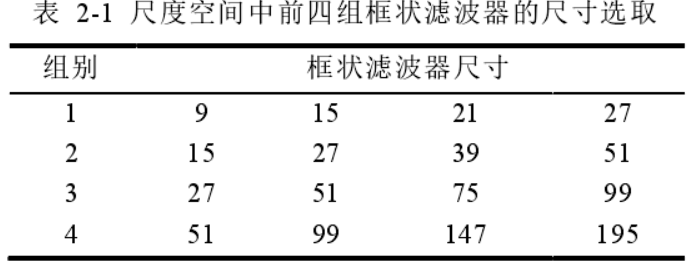 表 2-1 尺度空间中前四组框状滤波器的尺寸选取
组别 框状滤波器尺寸
1 9 15 21 27
2 15 27 39 51
3 27 51 75 99
4 51 99 147 195